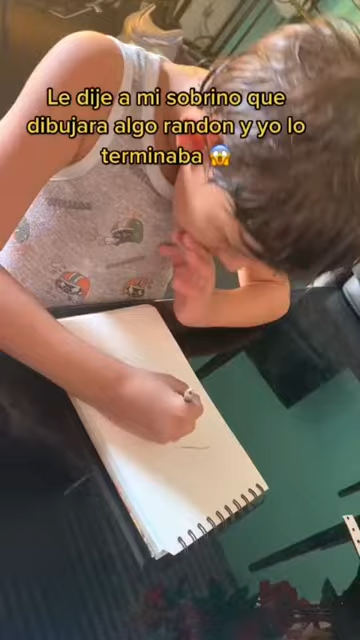 Le dije a mi sobrino que
dibujara algo randon y yo lo
terminaba 😱